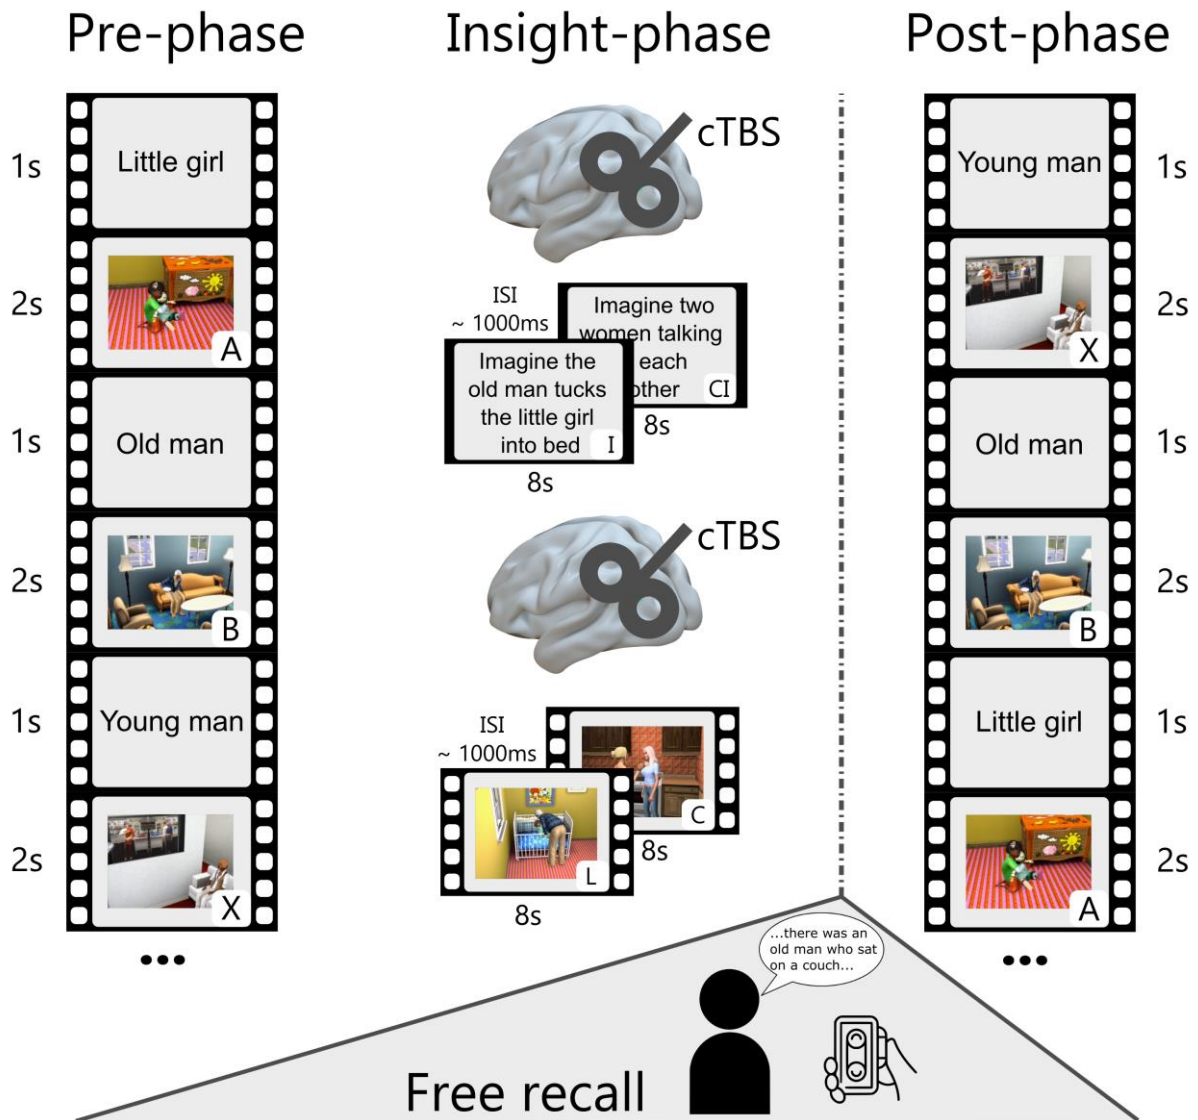 Pre-phase
Insight-phase
Post-phase
1s
Little girl
2s
A
1s
Old man
2s
B
1s
Young man
2s
X
...
cTBS
ISI
~ 1000ms
Imagine two
women talking
each
other
CI
8s
Imagine the
old man tucks
the little girl
into bed
I
8s
cTBS
ISI
~ 1000ms
C
8s
L
8s
Young man
1s
X
2s
Old man
1s
B
2s
Little girl
1s
A
2s
...
...there was an
old man who sat
on a couch...
Free recall